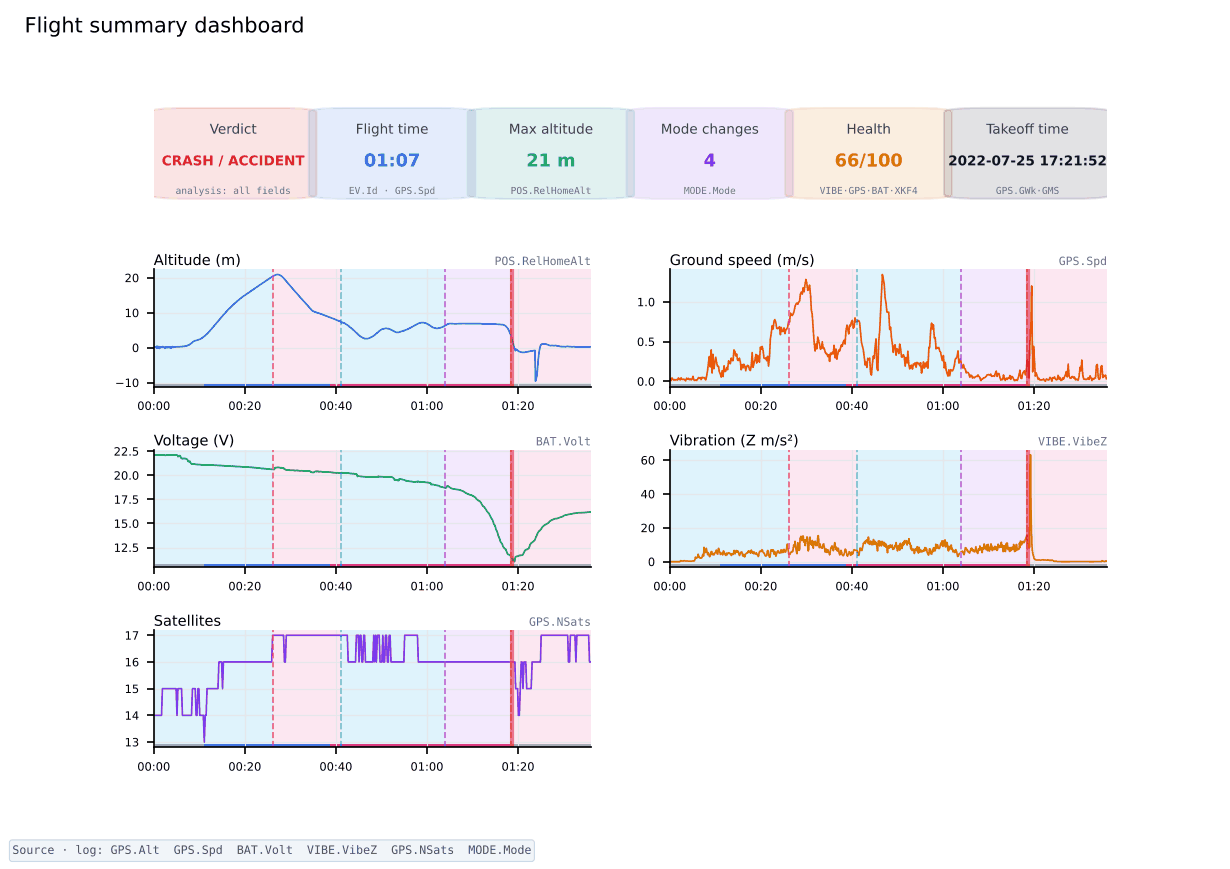 Flight summary dashboard
Verdict
CRASH / ACCIDENT
analysis: all fields
Flight time
01:07
EV.Id · GPS.Spd
Max altitude
21 m
POS.RelHomeAlt
Mode changes
4
MODE.Mode
Health
66/100
VIBE·GPS·BAT·XKF4
Takeoff time
2022-07-25 17:21:52
GPS.GWk·GMS
Altitude (m) POS.RelHomeAlt
20
10
0
−10
00:00 00:20 00:40 01:00 01:20
Ground speed (m/s) GPS.Spd
1.0
0.5
0.0
00:00 00:20 00:40 01:00 01:20
Voltage (V) BAT.Volt
22.5
20.0
17.5
15.0
12.5
00:00 00:20 00:40 01:00 01:20
Vibration (Z m/s²) VIBE.VibeZ
60
40
20
0
00:00 00:20 00:40 01:00 01:20
Satellites GPS.NSats
17
16
15
14
13
00:00 00:20 00:40 01:00 01:20
Source · log: GPS.Alt GPS.Spd BAT.Volt VIBE.VibeZ GPS.NSats MODE.Mode